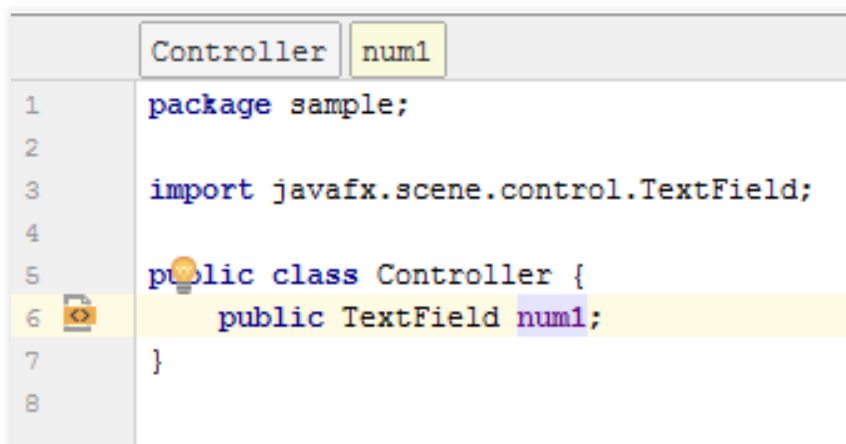 Controller num1
1 package sample;
2
3 import javafx.scene.control.TextField;
4
5 public class Controller {
6 <> public TextField num1;
7 }
8